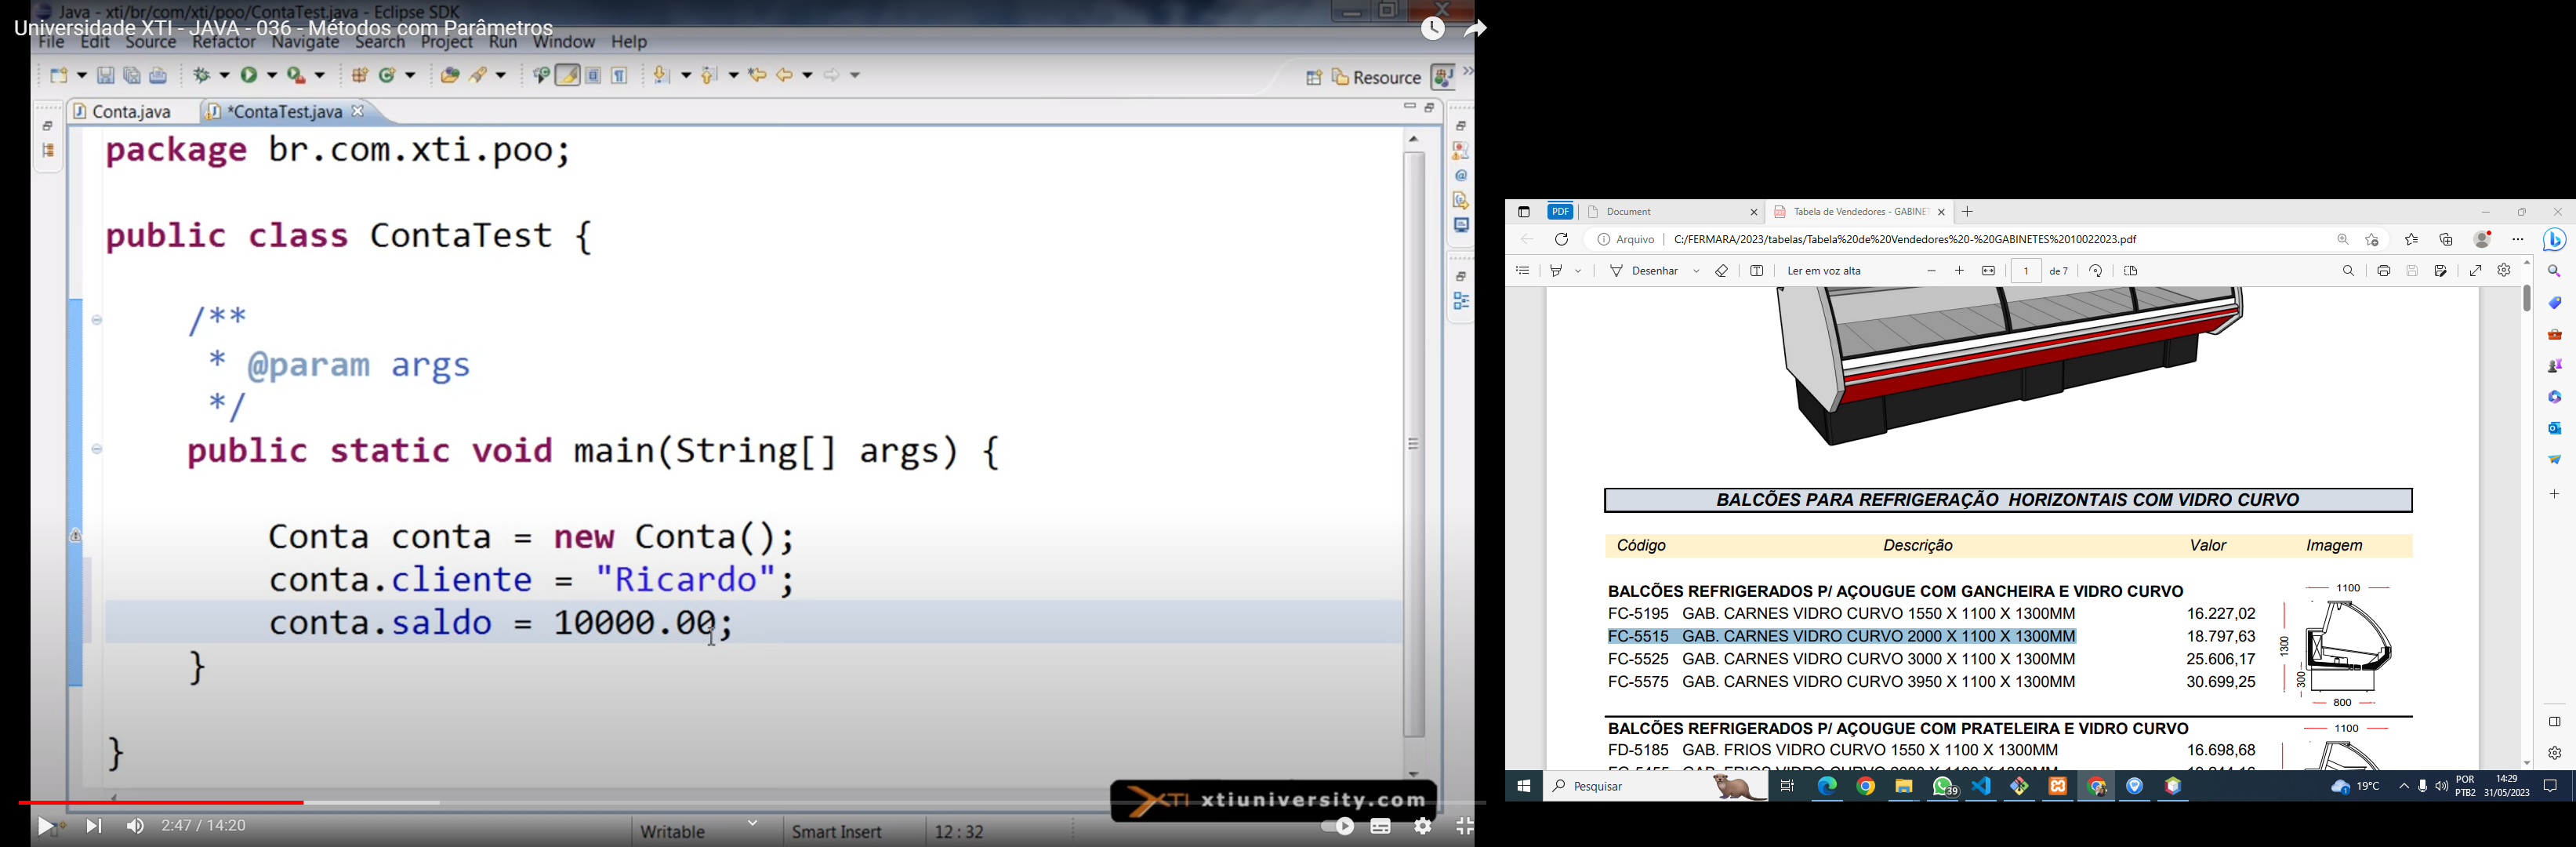 Java - xti/br/com/xti/poo/ContaTest.java - Eclipse SDK
Universidade XTI - JAVA - 036 - Métodos com Parâmetros
File Edit Source Refactor Navigate Search Project Run Window Help
Resource
Conta.java *ContaTest.java
package br.com.xti.poo;
public class ContaTest {
/**
* @param args
*/
public static void main(String[] args) {
Conta conta = new Conta();
conta.cliente = "Ricardo";
conta.saldo = 10000.00;
}
}
XTI xtiuniversity.com
2:47 / 14:20
Writable Smart Insert 12 : 32
PDF Document Tabela de Vendedores - GABINE
Arquivo C:/FERMARA/2023/tabelas/Tabela%20de%20Vendedores%20-%20GABINETES%2010022023.pdf
Desenhar Ler em voz alta 1 de 7
BALCÕES PARA REFRIGERAÇÃO HORIZONTAIS COM VIDRO CURVO
Código Descrição Valor Imagem
BALCÕES REFRIGERADOS P/ AÇOUGUE COM GANCHEIRA E VIDRO CURVO
FC-5195 GAB. CARNES VIDRO CURVO 1550 X 1100 X 1300MM 16.227,02
FC-5515 GAB. CARNES VIDRO CURVO 2000 X 1100 X 1300MM 18.797,63
FC-5525 GAB. CARNES VIDRO CURVO 3000 X 1100 X 1300MM 25.606,17
FC-5575 GAB. CARNES VIDRO CURVO 3950 X 1100 X 1300MM 30.699,25
1100
1300
300
800
BALCÕES REFRIGERADOS P/ AÇOUGUE COM PRATELEIRA E VIDRO CURVO
FD-5185 GAB. FRIOS VIDRO CURVO 1550 X 1100 X 1300MM 16.698,68
1100
Pesquisar
39
19°C
POR
PTB2
14:29
31/05/2023